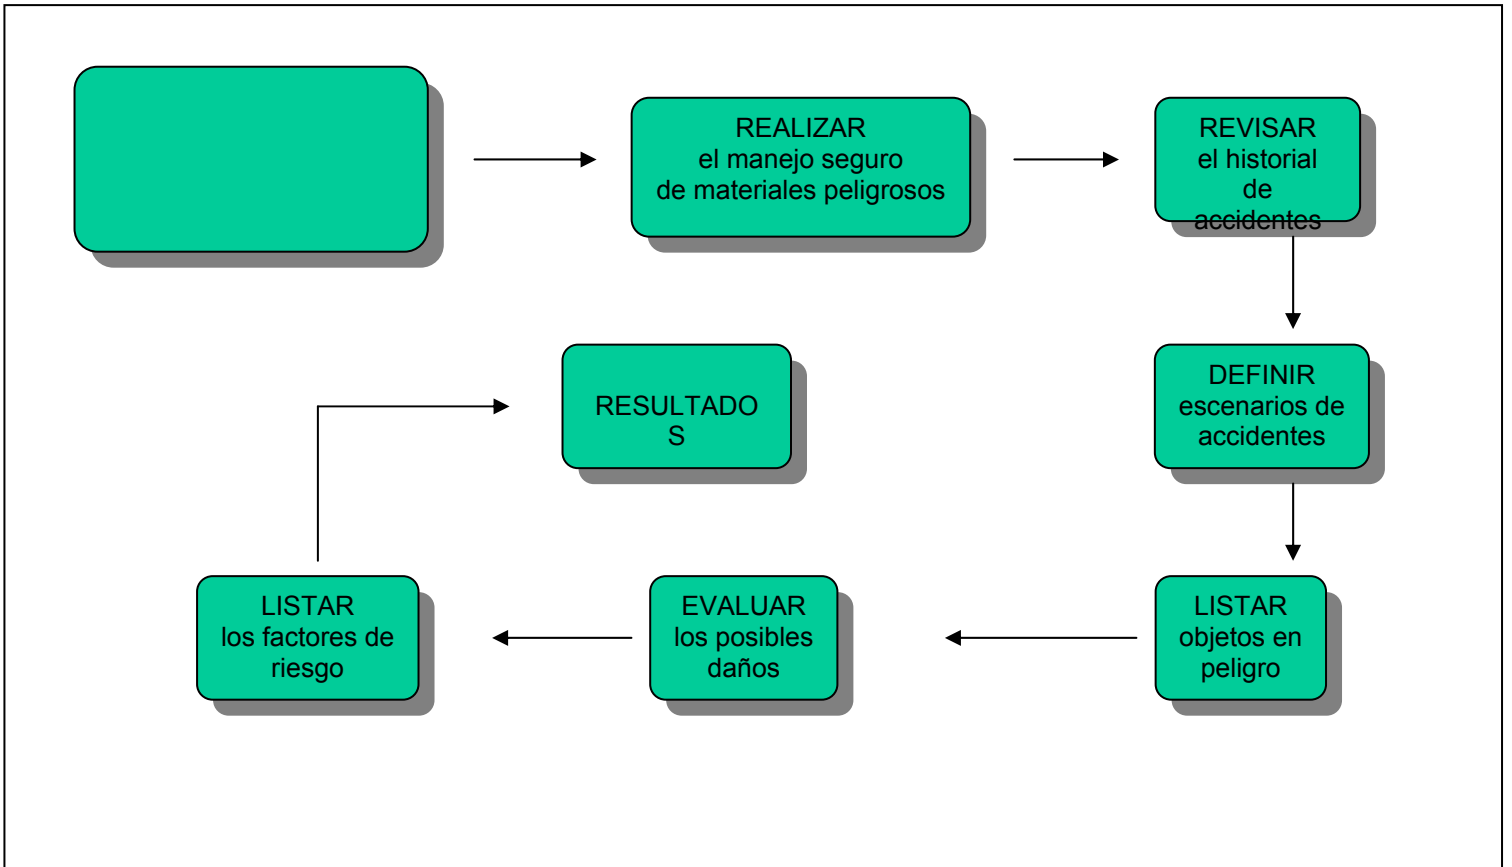 REALIZAR
el manejo seguro
de materiales peligrosos
REVISAR
el historial
de
accidentes
DEFINIR
escenarios de
accidentes
LISTAR
objetos en
peligro
EVALUAR
los posibles
daños
LISTAR
los factores de
riesgo
RESULTADO
S